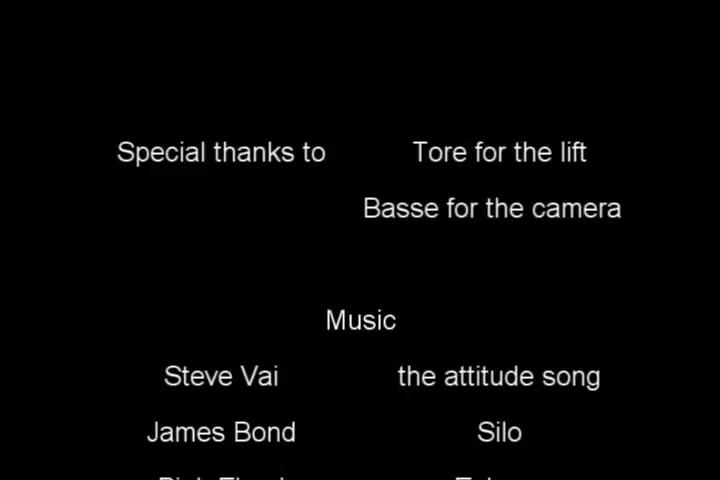 Special thanks to Tore for the lift
Basse for the camera
Music
Steve Vai the attitude song
James Bond Silo